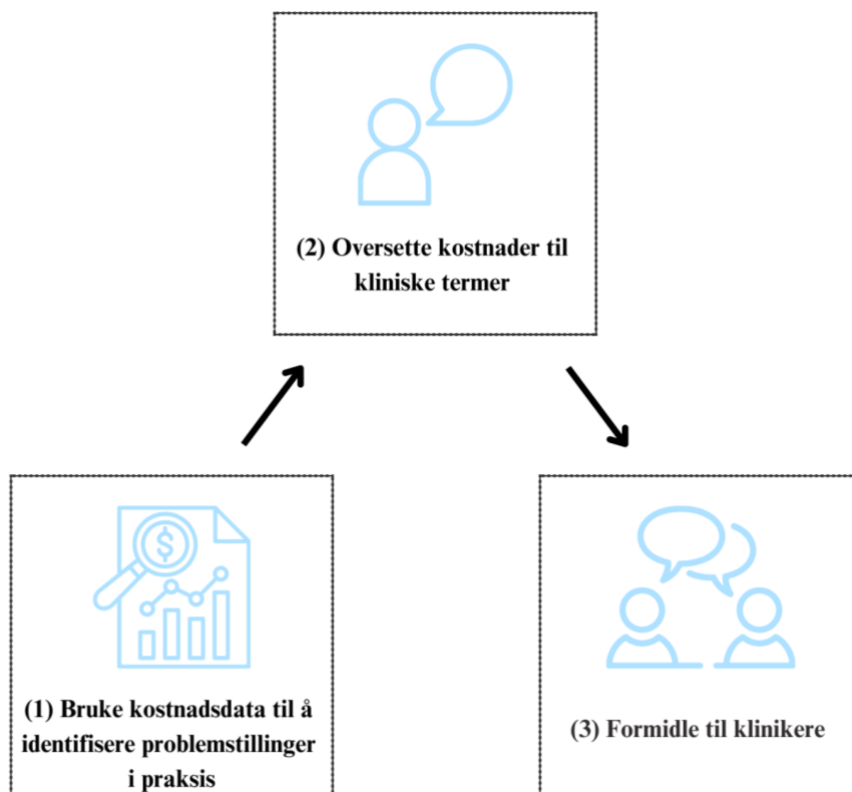 (2) Oversette kostnader til
kliniske termer
$
(1) Bruke kostnadsdata til å
identifisere problemstillinger
i praksis
(3) Formidle til klinikere